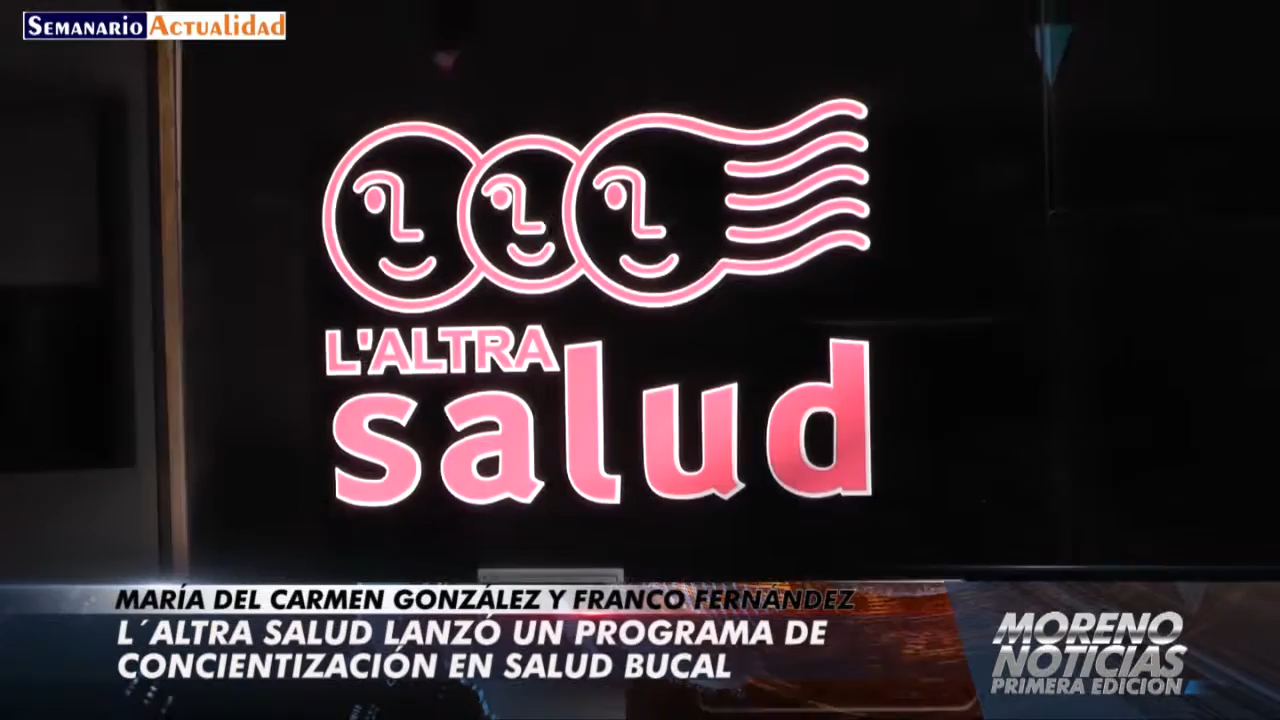 SEMANARIO ACTUALIDAD
L'ALTRA
salud
MARÍA DEL CARMEN GONZÁLEZ Y FRANCO FERNÁNDEZ
L´ALTRA SALUD LANZÓ UN PROGRAMA DE
CONCIENTIZACIÓN EN SALUD BUCAL
MORENO
NOTICIAS
PRIMERA EDICIÓN